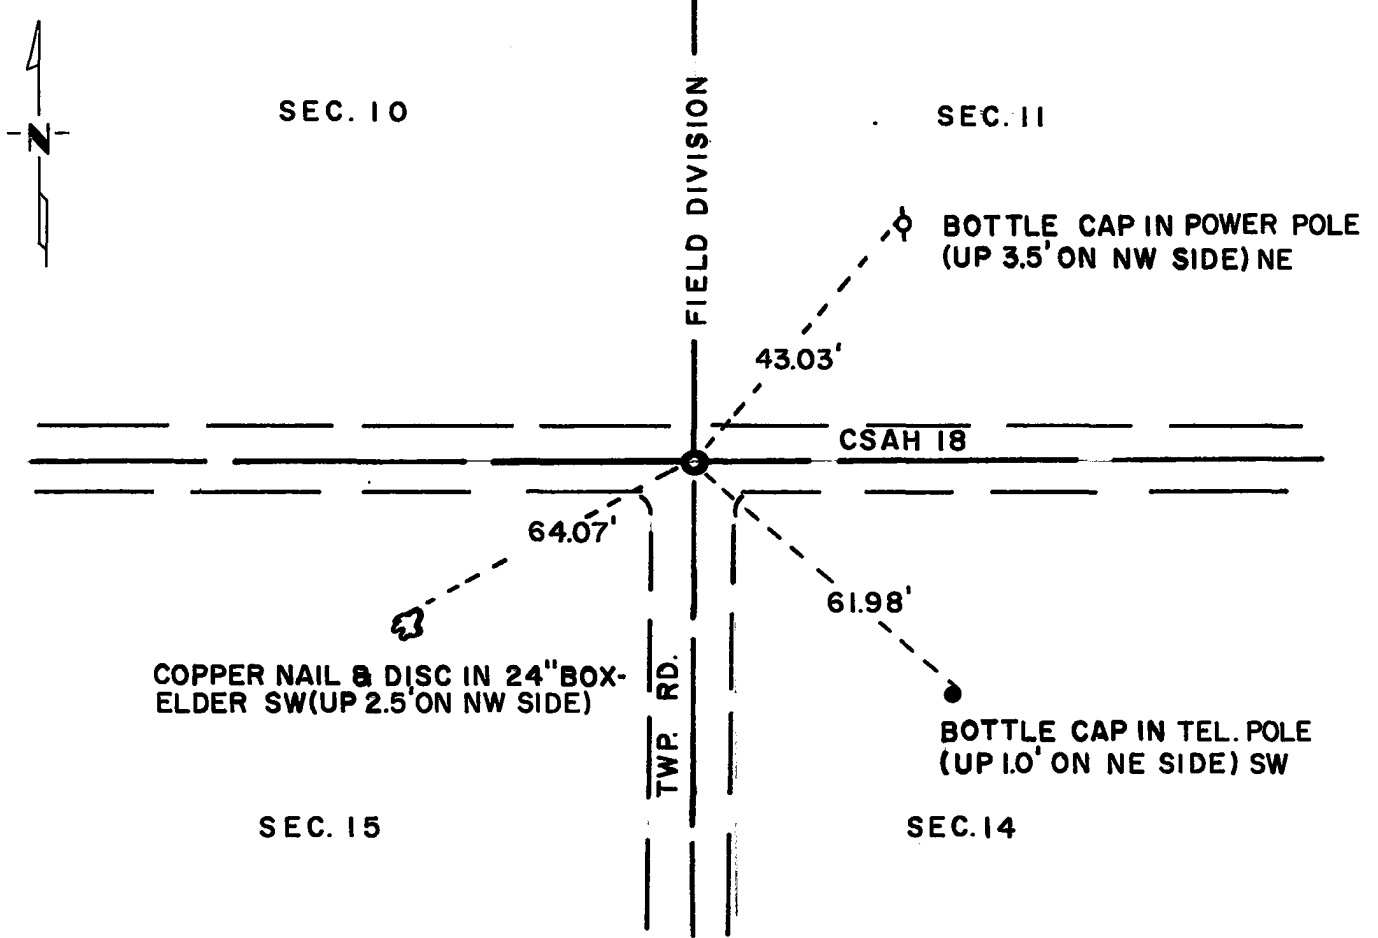 SEC. 10
SEC. 11
N
FIELD DIVISION
BOTTLE CAP IN POWER POLE
(UP 3.5' ON NW SIDE) NE
43.03'
CSAH 18
64.07'
61.98'
COPPER NAIL & DISC IN 24" BOX-
ELDER SW (UP 2.5' ON NW SIDE)
TWP. RD.
BOTTLE CAP IN TEL. POLE
(UP 1.0' ON NE SIDE) SW
SEC. 15
SEC. 14